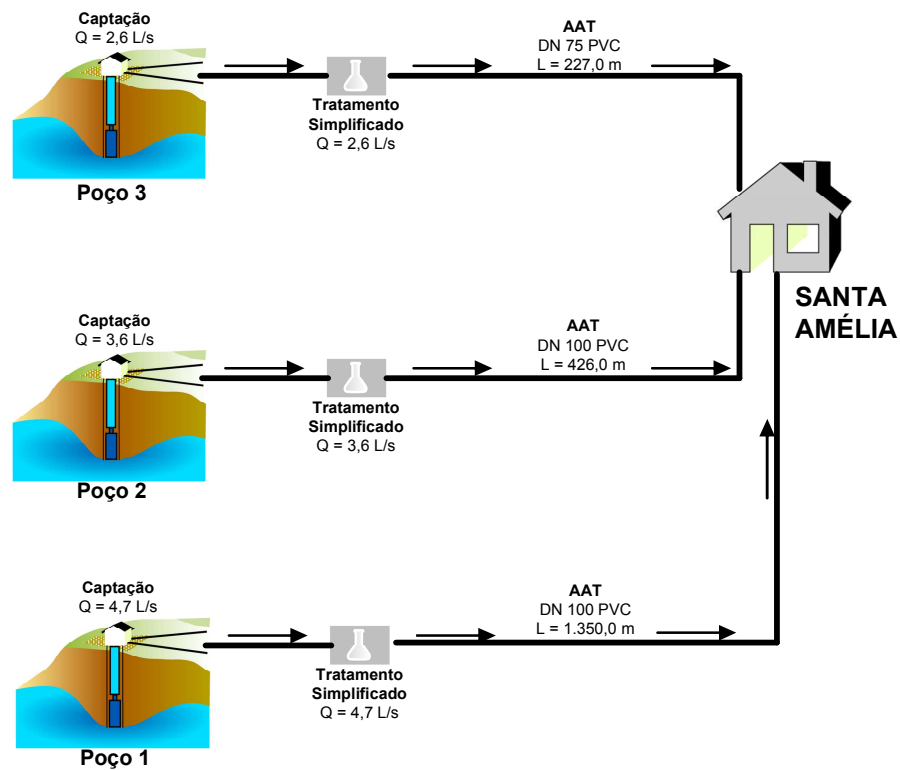 Captação
Q = 2,6 L/s
Poço 3
Tratamento
Simplificado
Q = 2,6 L/s
AAT
DN 75 PVC
L = 227,0 m
SANTA
AMÉLIA
Captação
Q = 3,6 L/s
Poço 2
Tratamento
Simplificado
Q = 3,6 L/s
AAT
DN 100 PVC
L = 426,0 m
Captação
Q = 4,7 L/s
Poço 1
Tratamento
Simplificado
Q = 4,7 L/s
AAT
DN 100 PVC
L = 1.350,0 m